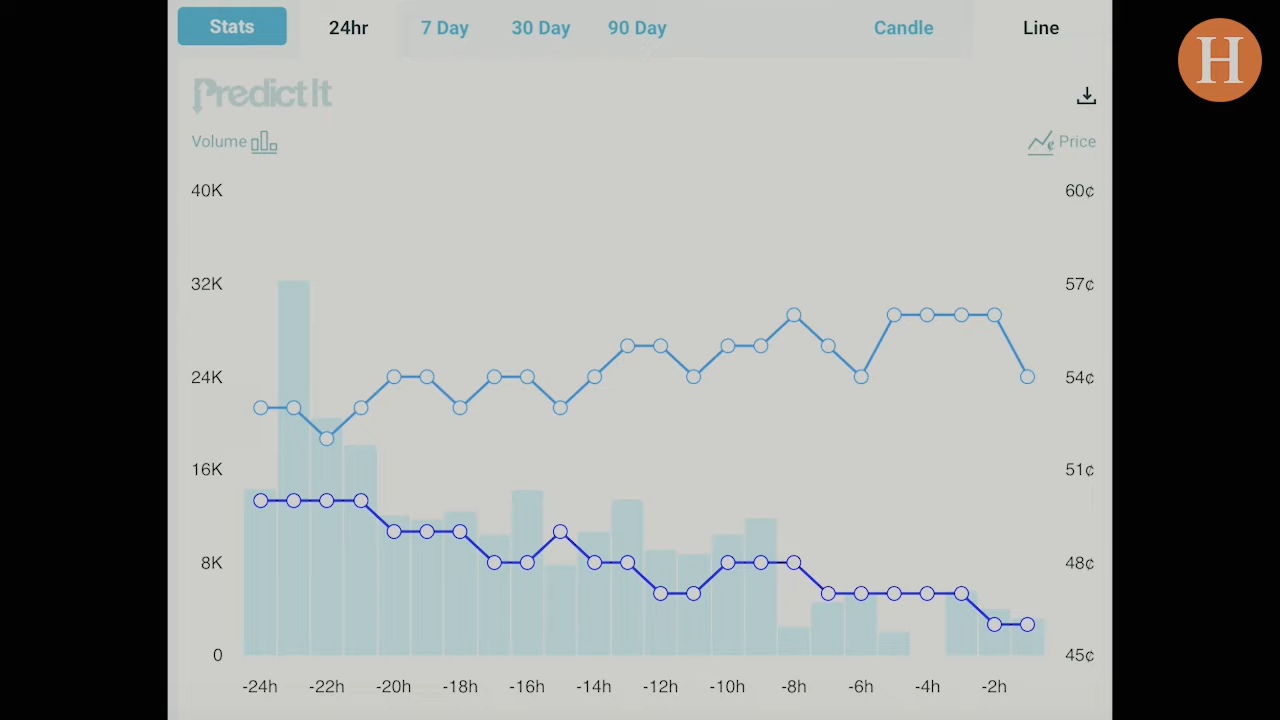 Stats 24hr 7 Day 30 Day 90 Day Candle Line
H
PredictIt
Volume Price
40K 60¢
32K 57¢
24K 54¢
16K 51¢
8K 48¢
0 45¢
-24h -22h -20h -18h -16h -14h -12h -10h -8h -6h -4h -2h